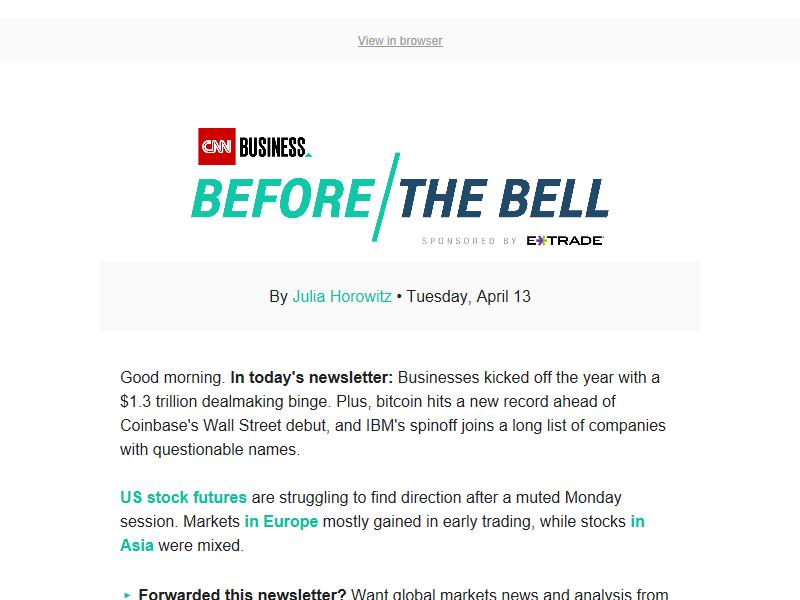 View in browser
CNN BUSINESS
BEFORE/THE BELL
SPONSORED BY E*TRADE
By Julia Horowitz • Tuesday, April 13
Good morning. In today's newsletter: Businesses kicked off the year with a
$1.3 trillion dealmaking binge. Plus, bitcoin hits a new record ahead of
Coinbase's Wall Street debut, and IBM's spinoff joins a long list of companies
with questionable names.
US stock futures are struggling to find direction after a muted Monday
session. Markets in Europe mostly gained in early trading, while stocks in
Asia were mixed.
▸ Forwarded this newsletter? Want global markets news and analysis from